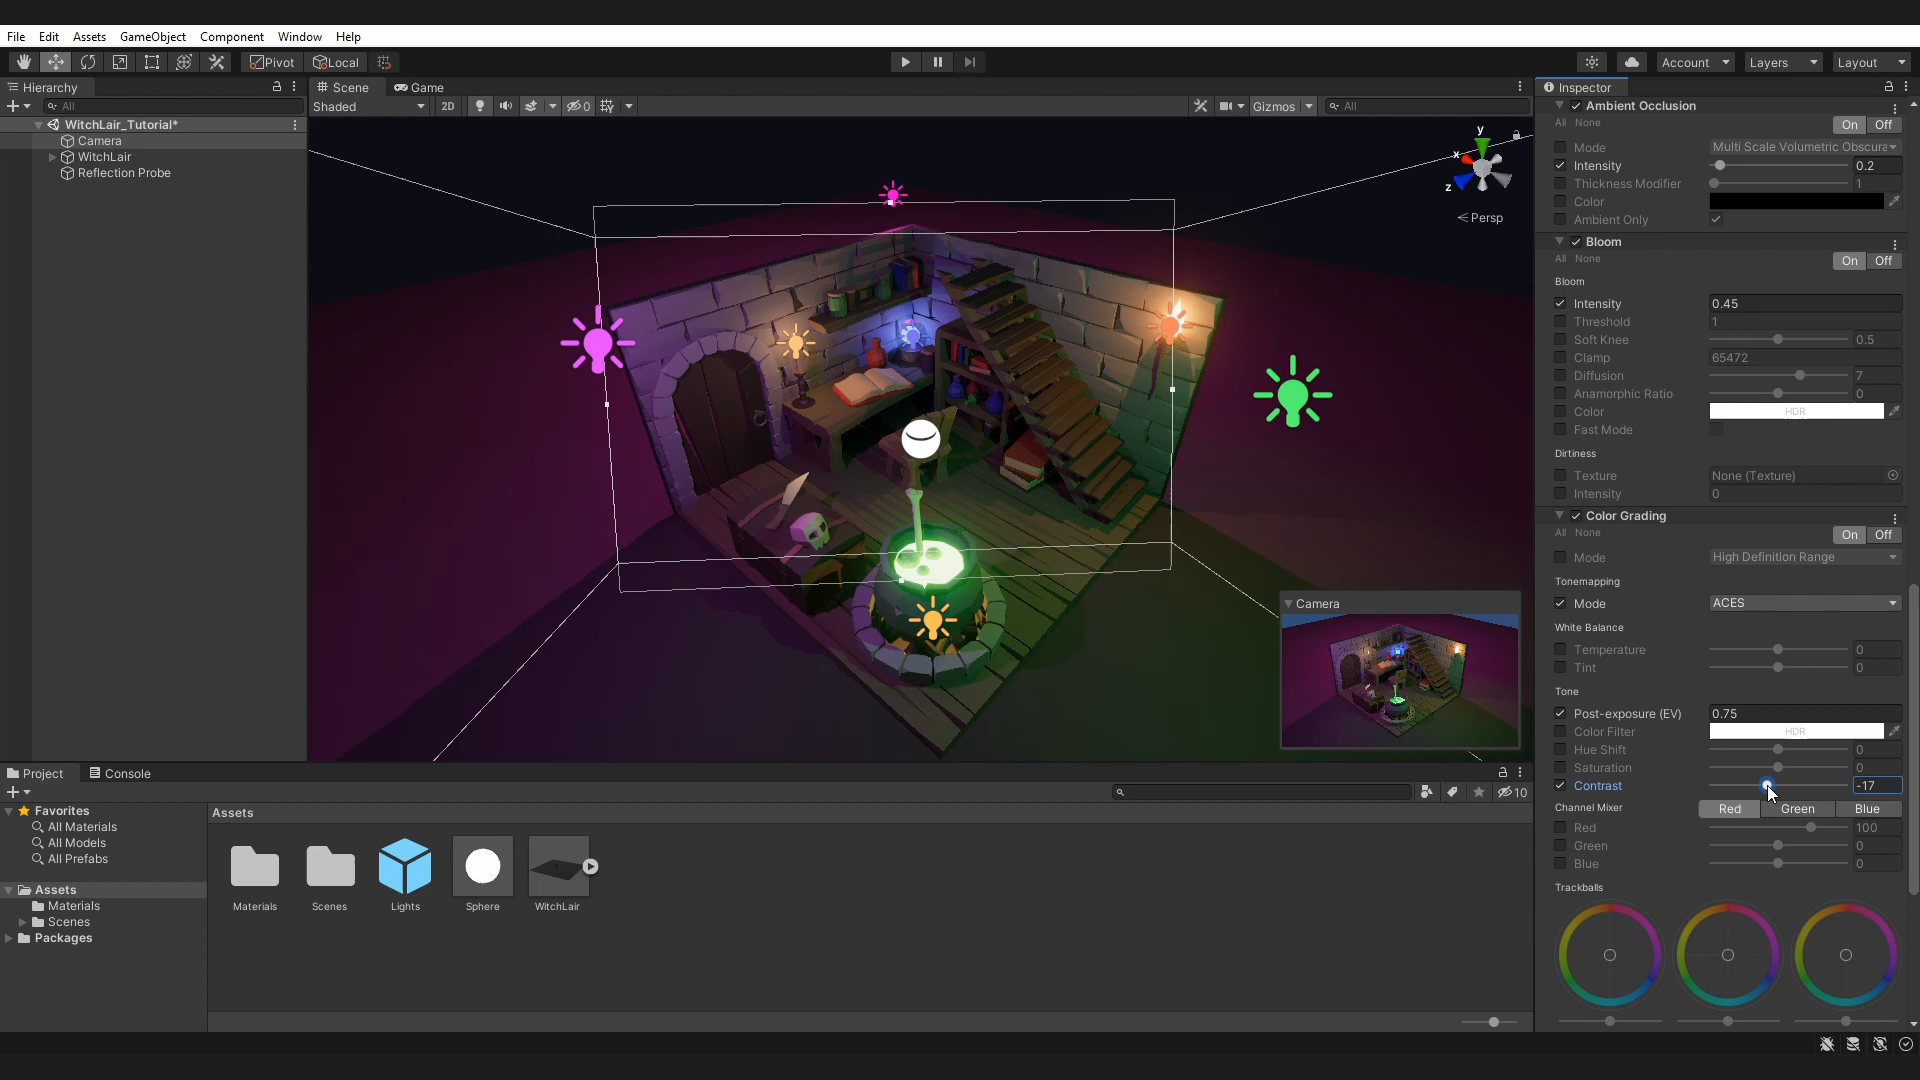 File Edit Assets GameObject Component Window Help
Pivot Local Account Layers Layout
Hierarchy
All
WitchLair_Tutorial*
Camera
WitchLair
Reflection Probe
Scene Game
Shaded 2D 0 Gizmos All
y
x
z
Persp
Camera
Inspector
Ambient Occlusion
All None On Off
Mode Multi Scale Volumetric Obscura
Intensity 0.2
Thickness Modifier 1
Color
Ambient Only
Bloom
All None On Off
Bloom
Intensity 0.45
Threshold 1
Soft Knee 0.5
Clamp 65472
Diffusion 7
Anamorphic Ratio 0
Color HDR
Fast Mode
Dirtiness
Texture None (Texture)
Intensity 0
Color Grading
All None On Off
Mode High Definition Range
Tonemapping
Mode ACES
White Balance
Temperature 0
Tint 0
Tone
Post-exposure (EV) 0.75
Color Filter HDR
Hue Shift 0
Saturation 0
Contrast -17
Channel Mixer Red Green Blue
Red 100
Green 0
Blue 0
Trackballs
Project Console
10
Favorites
All Materials
All Models
All Prefabs
Assets
Materials
Scenes
Packages
Assets
Materials Scenes Lights Sphere WitchLair